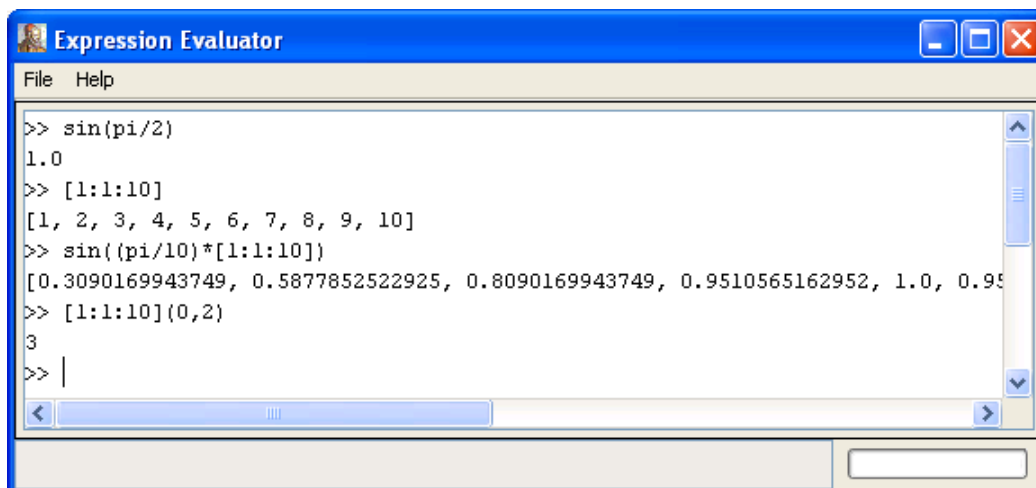 Expression Evaluator
File Help
>> sin(pi/2)
1.0
>> [1:1:10]
[1, 2, 3, 4, 5, 6, 7, 8, 9, 10]
>> sin((pi/10)*[1:1:10])
[0.3090169943749, 0.5877852522925, 0.8090169943749, 0.9510565162952, 1.0, 0.95
>> [1:1:10](0,2)
3
>>